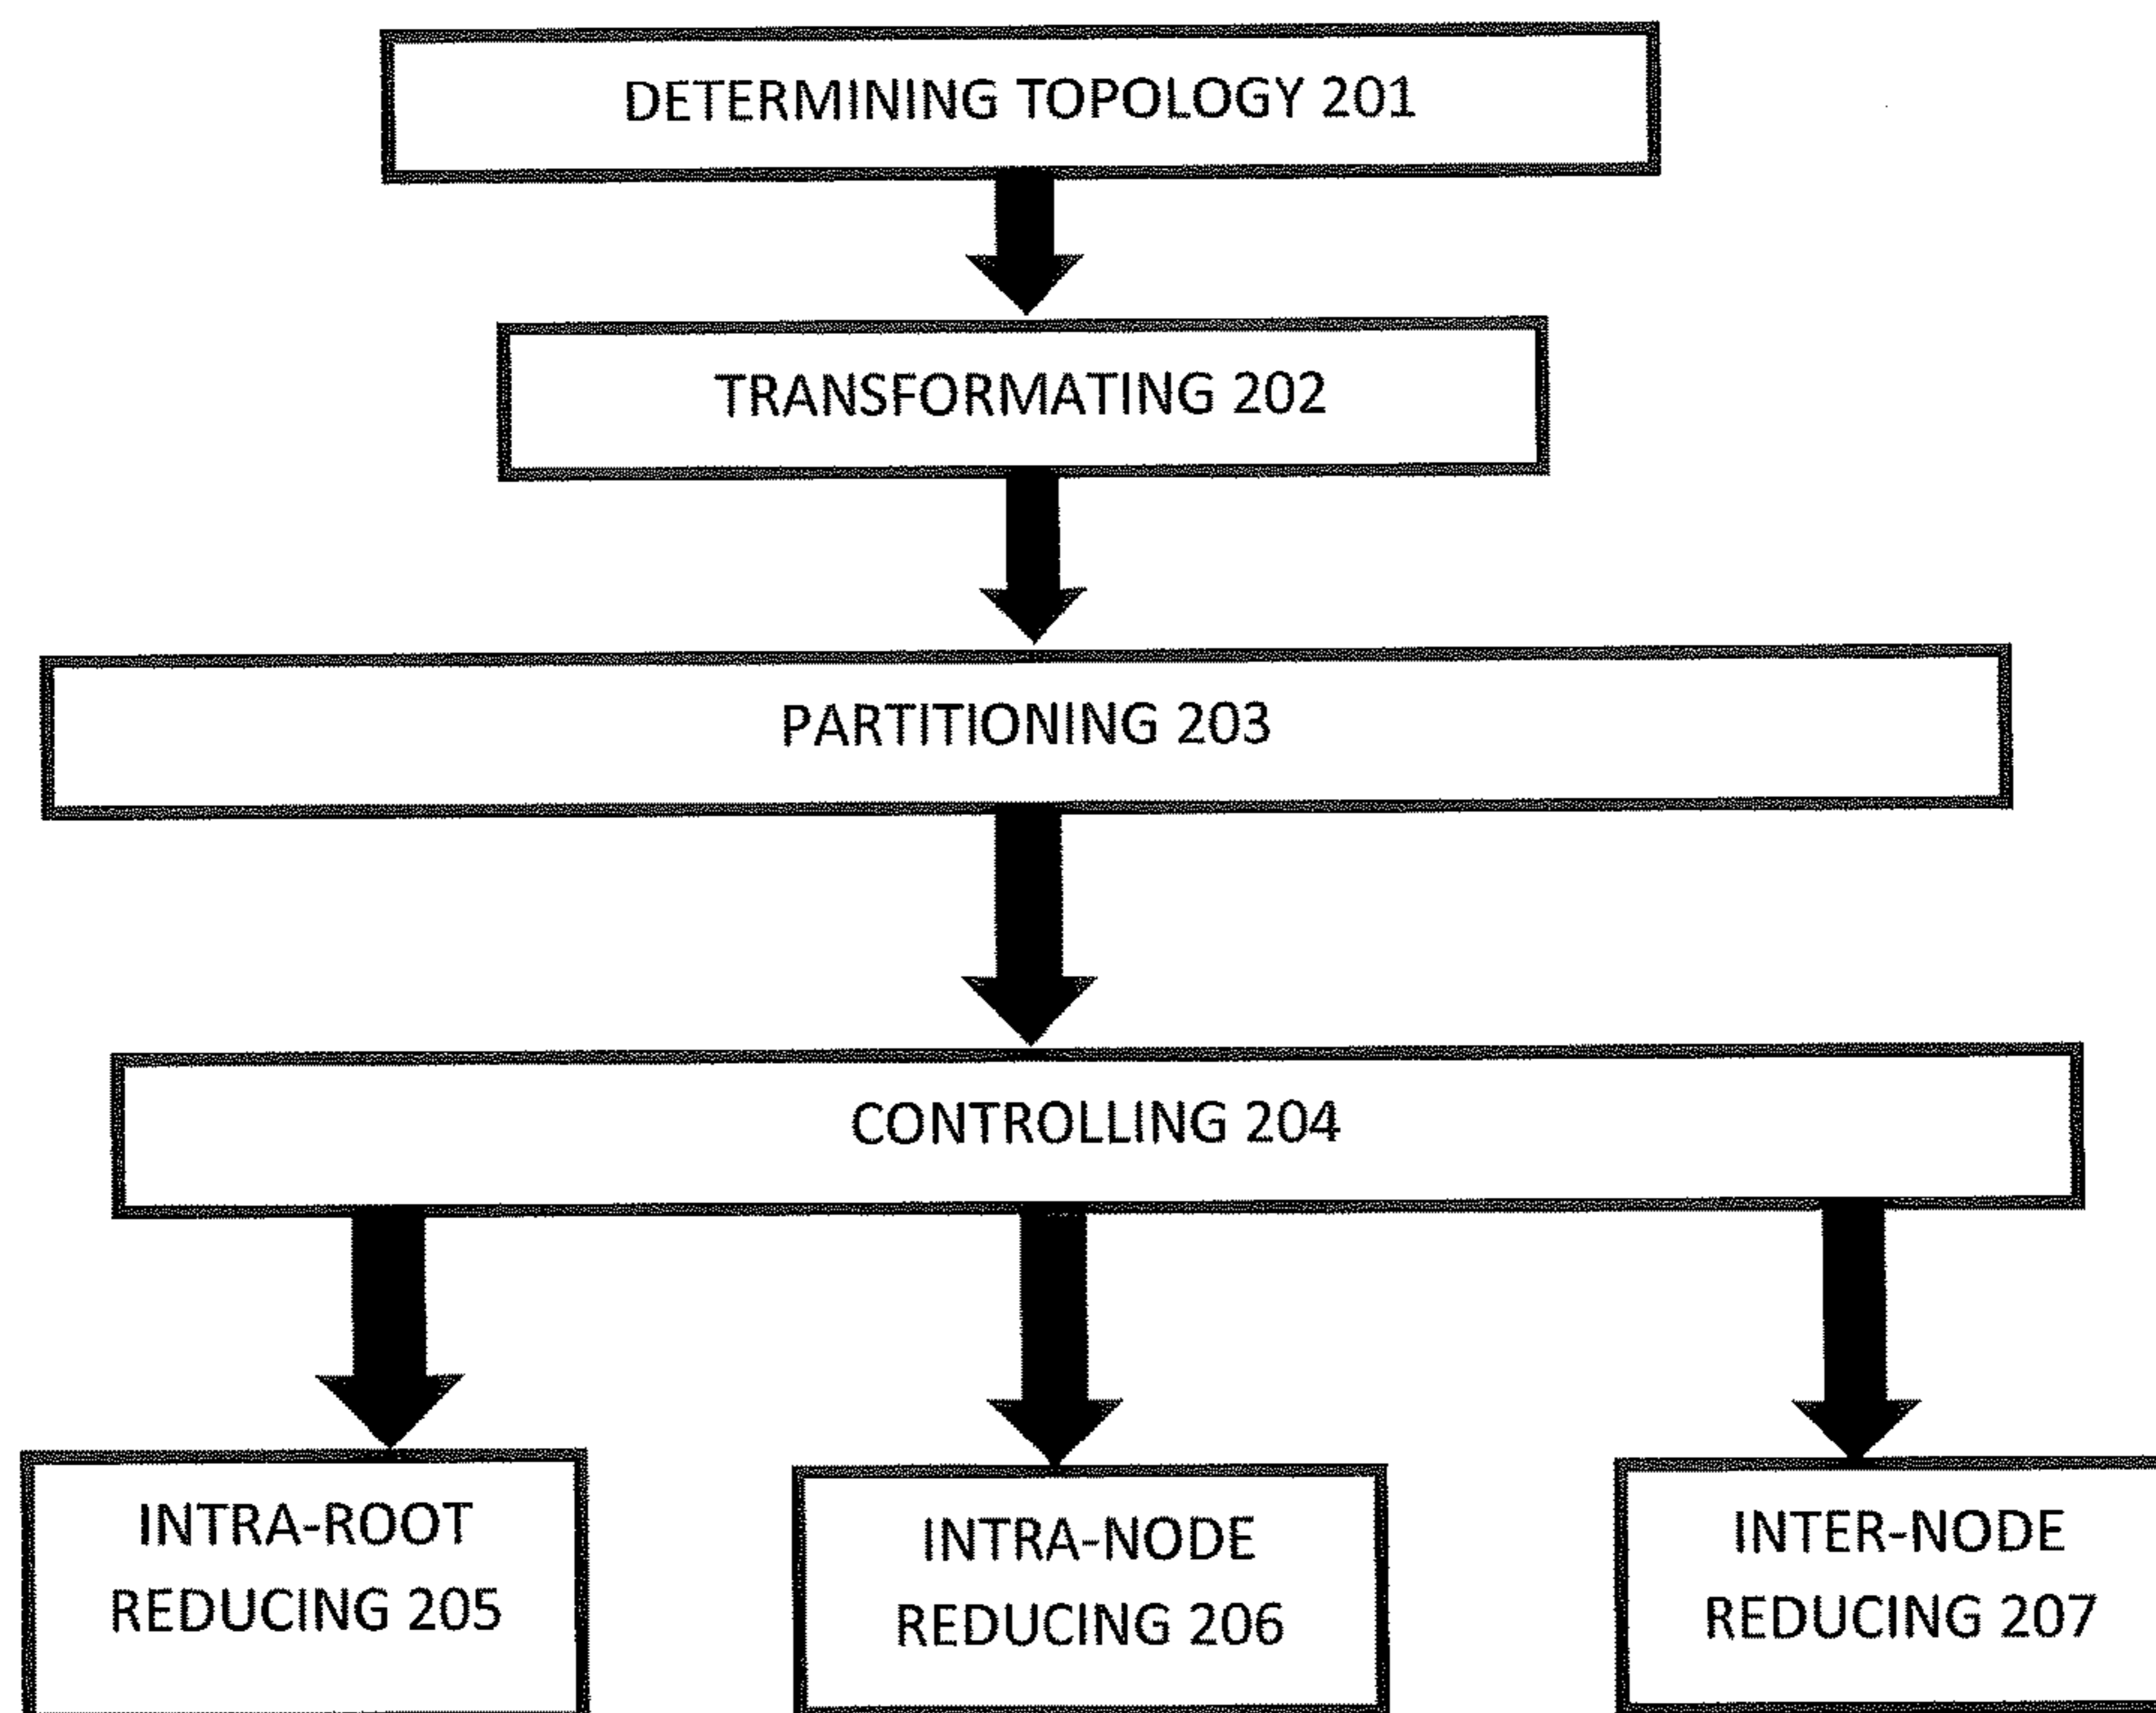 DETERMINING TOPOLOGY 201
TRANSFORMATING 202
PARTITIONING 203
CONTROLLING 204
INTRA-ROOT
REDUCING 205
INTRA-NODE
REDUCING 206
INTER-NODE
REDUCING 207